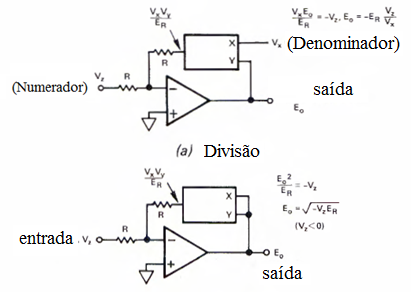 VxVy
ER
VxEo/ER = -Vz, Eo = -ER Vz/Vx
X
Vx (Denominador)
R
Y
(Numerador) Vz R
−
+
saída
Eo
(a) Divisão
VxVy
ER
Eo²/ER = -Vz
X
R
Y
Eo = √-VzER
(Vz<0)
entrada . Vz R
−
+
Eo
saída